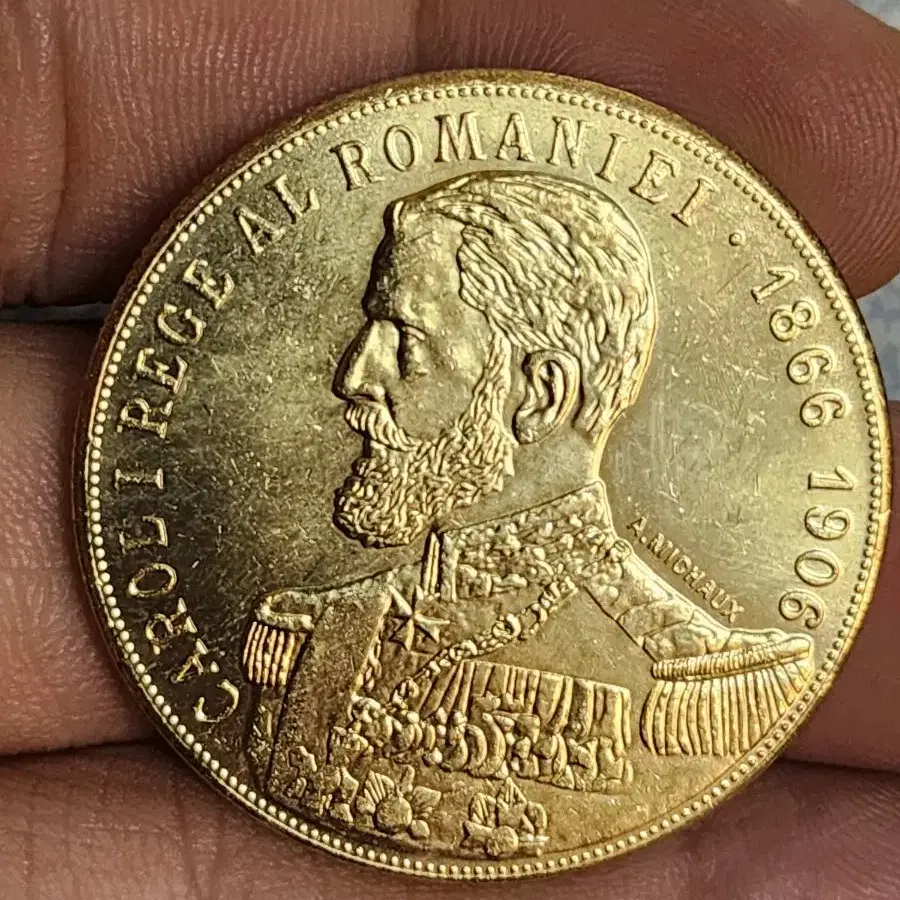 CAROL I REGE AL ROMANIEI · 1866 1906
A. MICHAUX